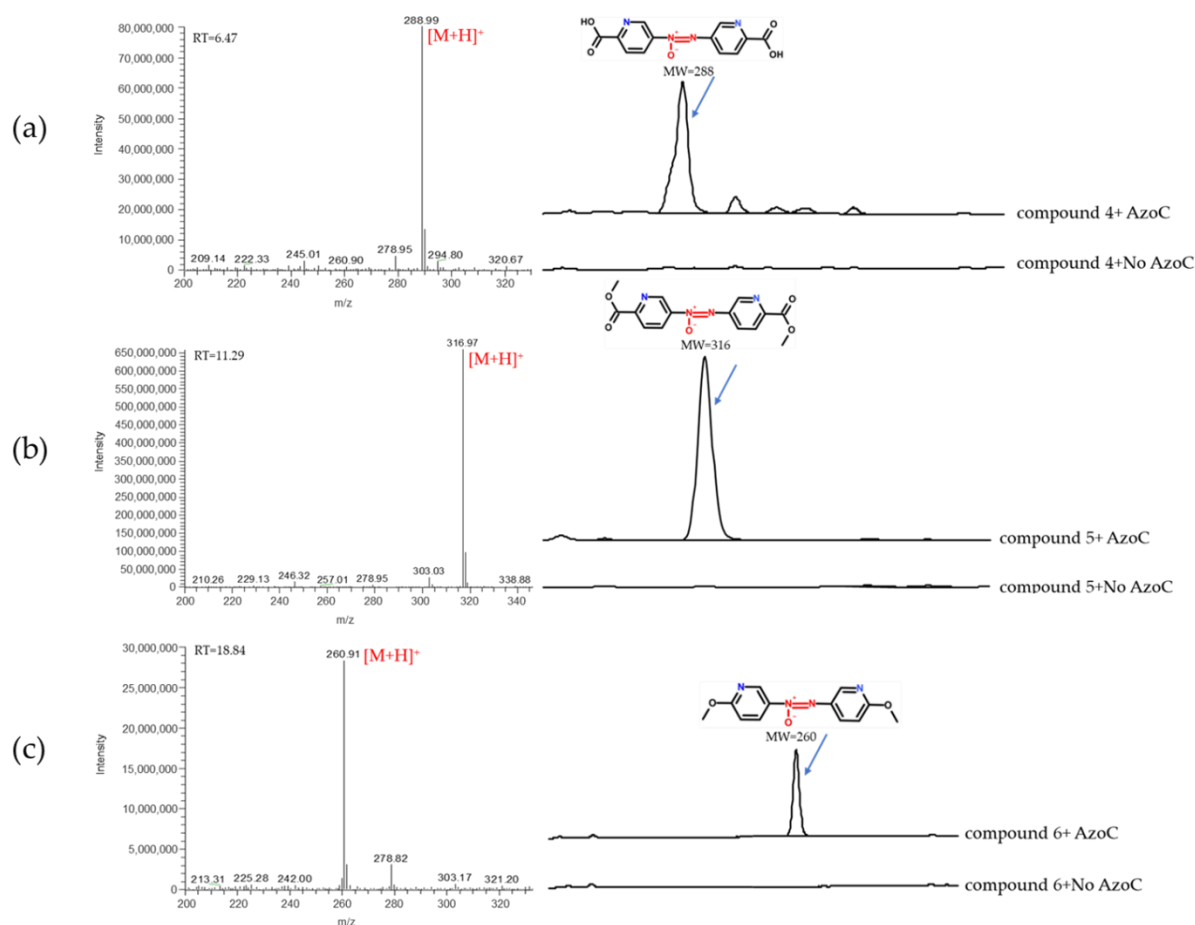 (a)
RT=6.47
288.99
[M+H]⁺
80,000,000
70,000,000
60,000,000
50,000,000
40,000,000
30,000,000
20,000,000
10,000,000
0
Intensity
209.14 222.33 245.01 260.90 278.95 294.80 320.67
200 220 240 260 280 300 320
m/z
HO N N⁺ N N O
O O⁻ OH
MW=288
compound 4+ AzoC
compound 4+No AzoC
(b)
RT=11.29
316.97
[M+H]⁺
650,000,000
600,000,000
550,000,000
500,000,000
450,000,000
400,000,000
350,000,000
300,000,000
250,000,000
200,000,000
150,000,000
100,000,000
50,000,000
0
Intensity
210.26 229.13 246.32 257.01 278.95 303.03 338.88
200 220 240 260 280 300 320 340
m/z
O N N⁺ N N O
O O⁻ O
MW=316
compound 5+ AzoC
compound 5+No AzoC
(c)
RT=18.84
260.91
[M+H]⁺
30,000,000
25,000,000
20,000,000
15,000,000
10,000,000
5,000,000
0
Intensity
213.31 225.28 242.00 278.82 303.17 321.20
200 220 240 260 280 300 320
m/z
N N
O N⁺ N O
O⁻
MW=260
compound 6+ AzoC
compound 6+No AzoC